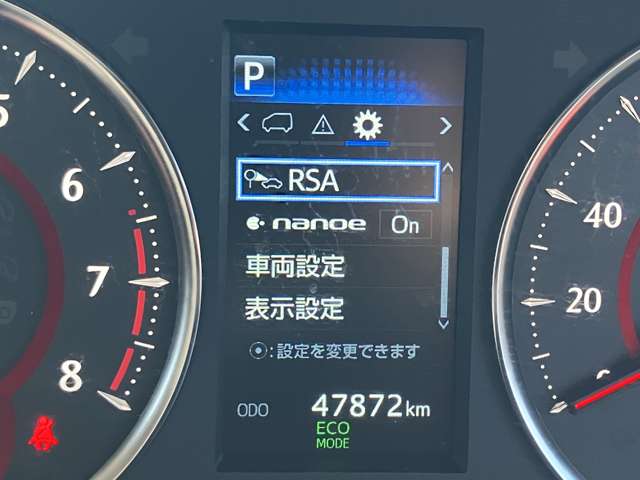 P
RSA
nanoe On
車両設定
表示設定
⦿:設定を変更できます
ODO 47872km
ECO
MODE
5
6
7
8
40
20